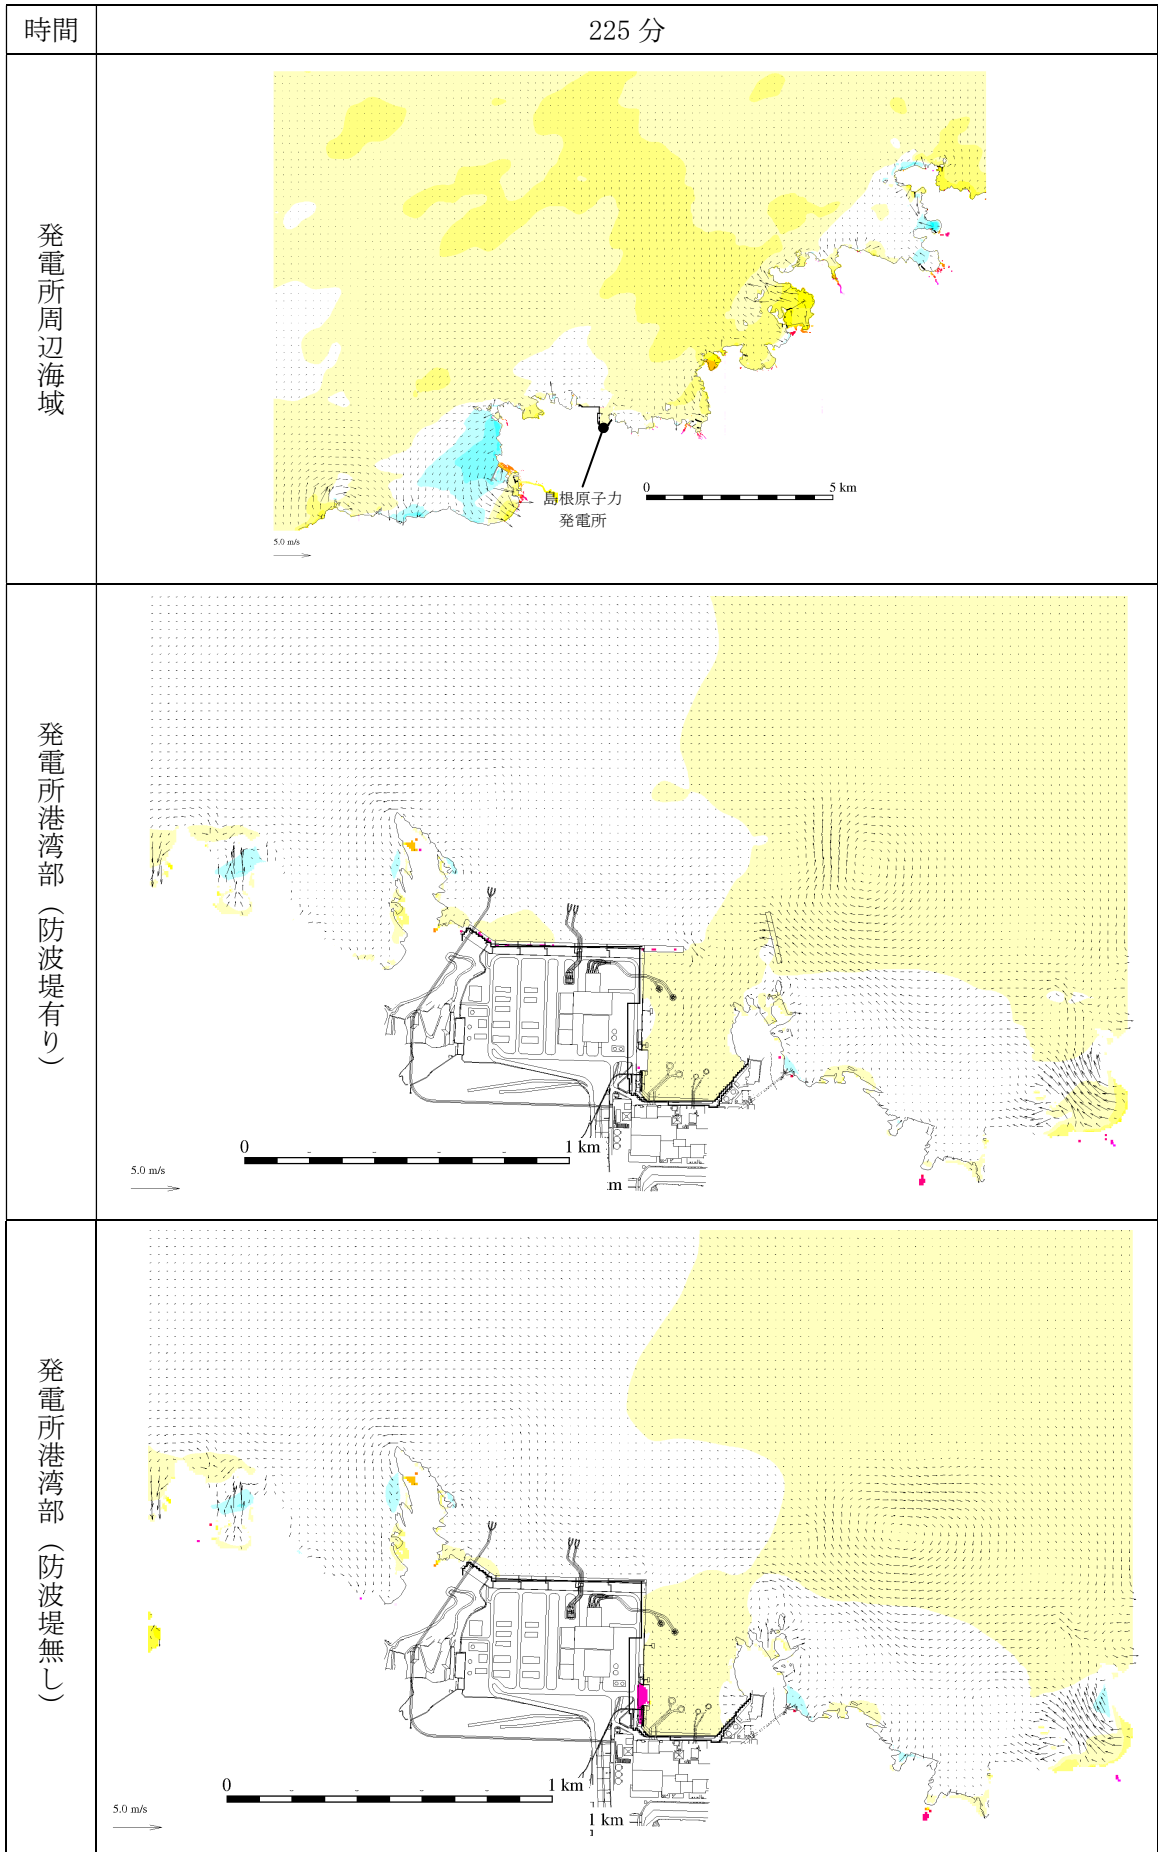 時間
225 分
発電所周辺海域
島根原子力
発電所
0
5 km
5.0 m/s
発電所港湾部（防波堤有り）
0
1 km
5.0 m/s
:m
発電所港湾部（防波堤無し）
0
1 km
5.0 m/s
1 km